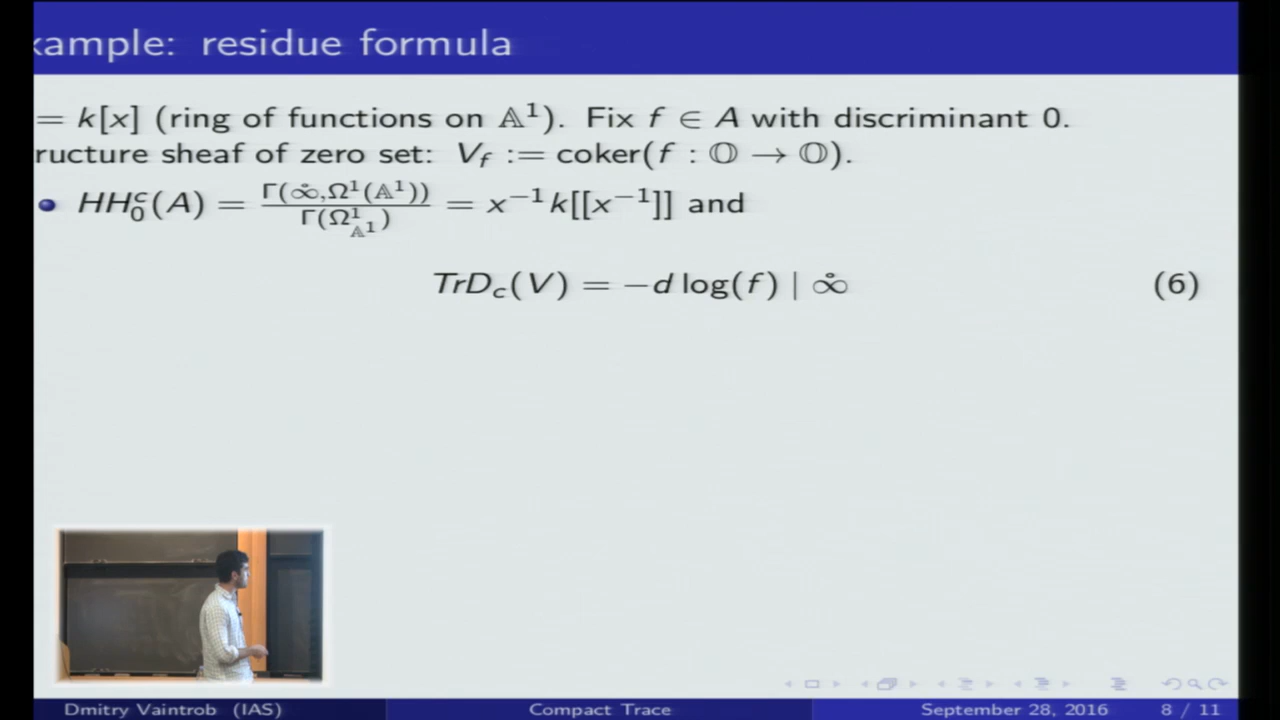 xample: residue formula
= k[x] (ring of functions on 𝔸¹). Fix f ∈ A with discriminant 0.
ructure sheaf of zero set: V_f := coker(f : 𝕆 → 𝕆).
• HH₀ᶜ(A) = Γ(∞̊,Ω¹(𝔸¹)) / Γ(Ω¹_𝔸¹) = x⁻¹k[[x⁻¹]] and
TrD_c(V) = −d log(f) | ∞̊ (6)
Dmitry Vaintrob (IAS) Compact Trace September 28, 2016 8 / 11